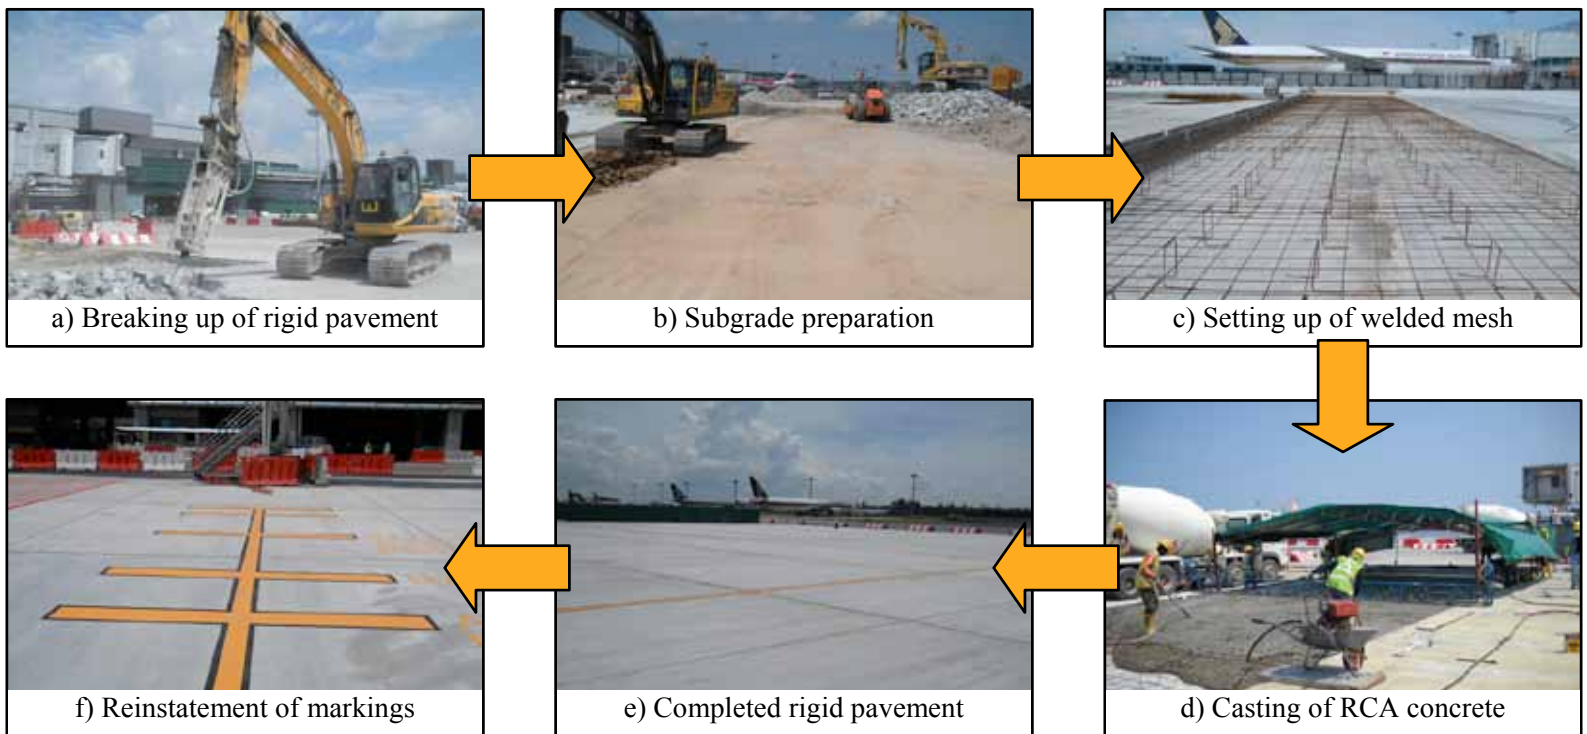 a) Breaking up of rigid pavement
b) Subgrade preparation
c) Setting up of welded mesh
d) Casting of RCA concrete
e) Completed rigid pavement
f) Reinstatement of markings